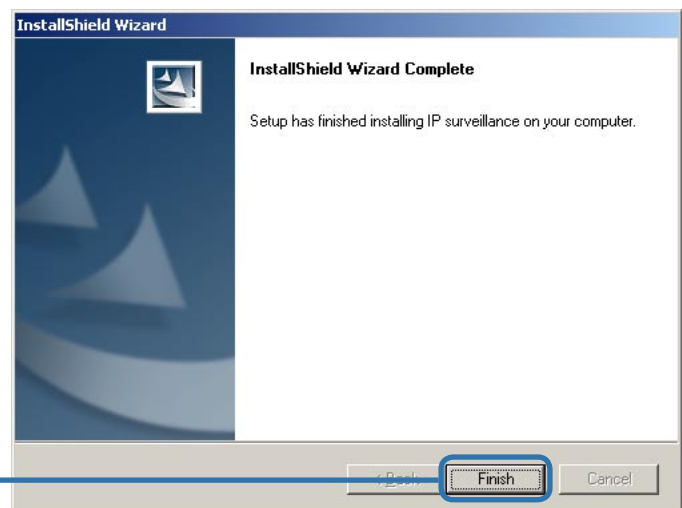 InstallShield Wizard
InstallShield Wizard Complete
Setup has finished installing IP surveillance on your computer.
< Back
Finish
Cancel